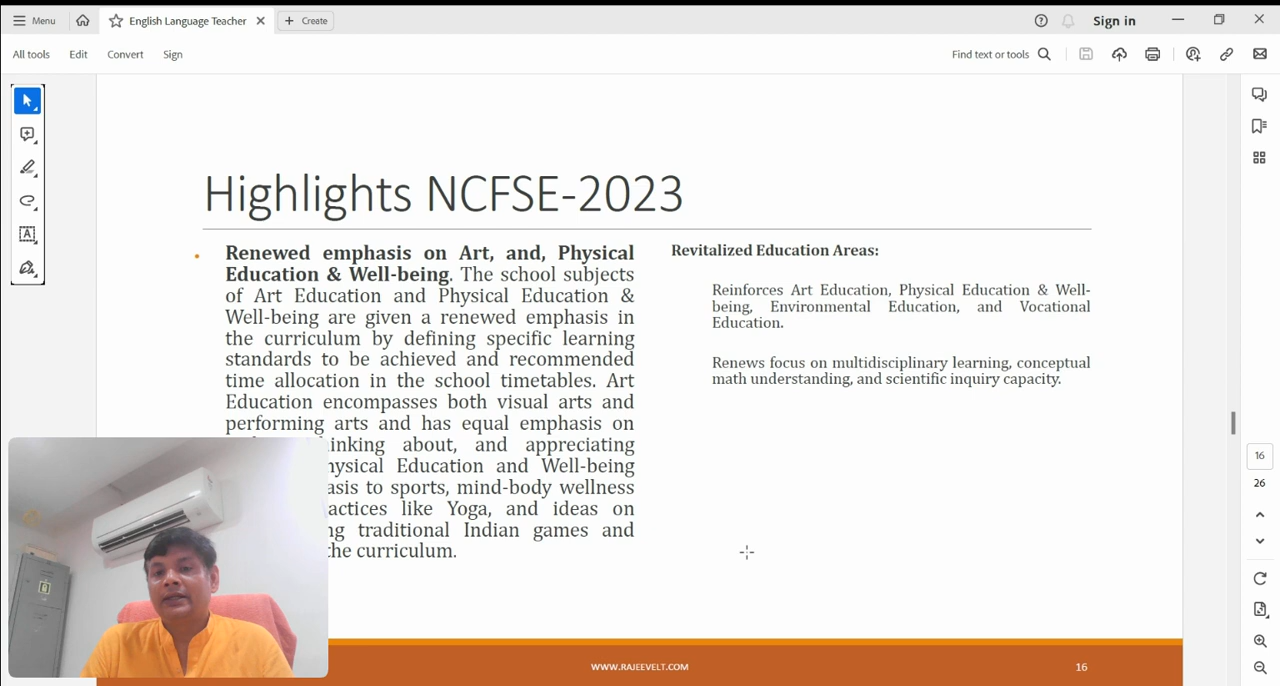 Menu
English Language Teacher
Create
Sign in
All tools
Edit
Convert
Sign
Find text or tools
Highlights NCFSE-2023
Renewed emphasis on Art, and, Physical
Education & Well-being. The school subjects
of Art Education and Physical Education &
Well-being are given a renewed emphasis in
the curriculum by defining specific learning
standards to be achieved and recommended
time allocation in the school timetables. Art
Education encompasses both visual arts and
performing arts and has equal emphasis on
about, and appreciating
Education and Well-being
to sports, mind-body wellness
like Yoga, and ideas on
traditional Indian games and
the curriculum.
Revitalized Education Areas:
Reinforces Art Education, Physical Education & Well-
being, Environmental Education, and Vocational
Education.
Renews focus on multidisciplinary learning, conceptual
math understanding, and scientific inquiry capacity.
16
26
WWW.RAJEEVELT.COM
16